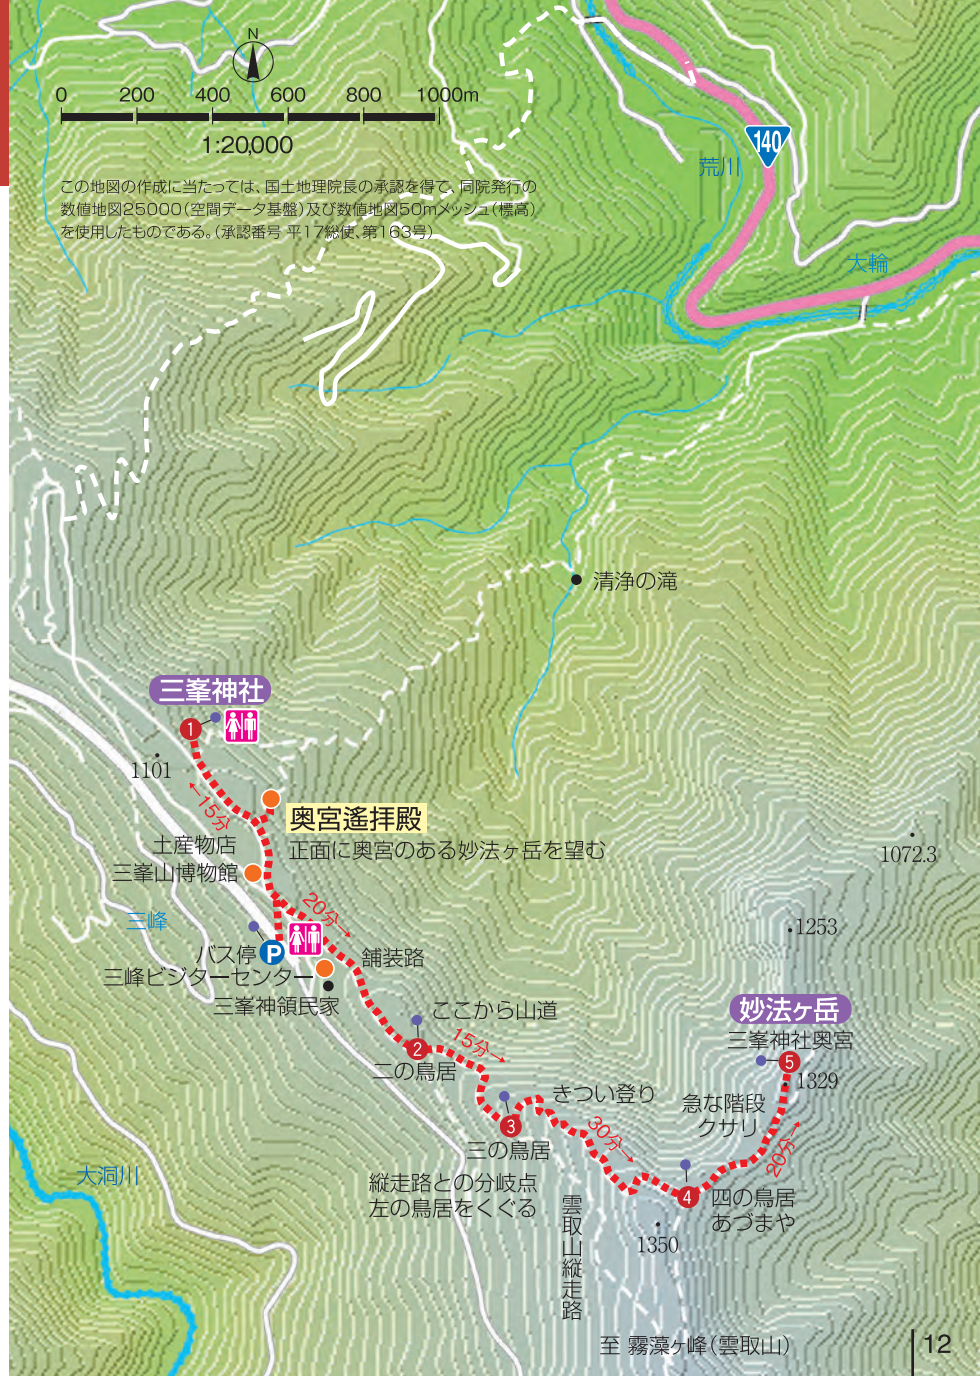 N
0 200 400 600 800 1000m
1:20,000
この地図の作成に当たっては、国土地理院長の承認を得て、同院発行の
数値地図25000(空間データ基盤)及び数値地図50mメッシュ(標高)
を使用したものである。(承認番号 平17総使、第163号)
140
荒川
大輪
清浄の滝
三峯神社
1
1101
←15分
奥宮遙拝殿
正面に奥宮のある妙法ヶ岳を望む
土産物店
三峯山博物館
1072.3
三峰
20分→
1253
バス停
P
舗装路
三峰ビジターセンター
三峯神領民家
妙法ヶ岳
ここから山道
三峯神社奥宮
2
15分→
5
二の鳥居
1329
きつい登り
急な階段
クサリ
3
30分→
20分→
三の鳥居
大洞川
縦走路との分岐点
左の鳥居をくぐる
4
四の鳥居
あづまや
雲取山縦走路
1350
至 霧藻ヶ峰(雲取山)
12